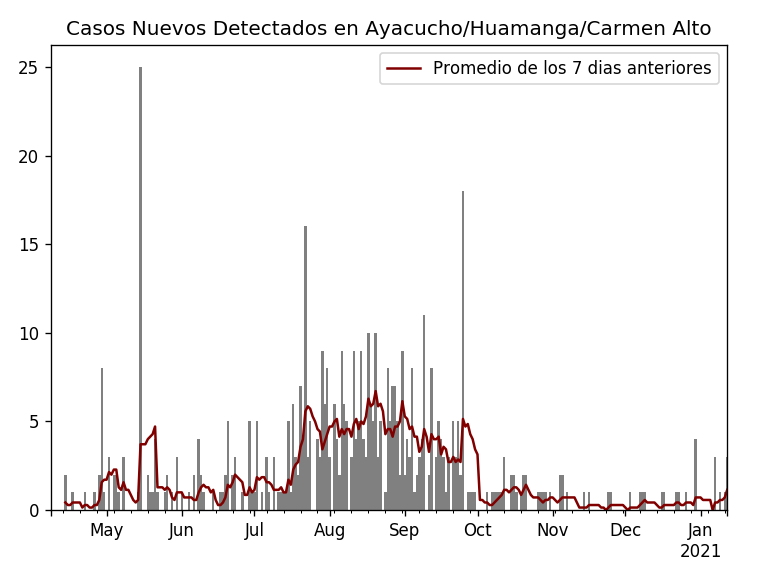 Casos Nuevos Detectados en Ayacucho/Huamanga/Carmen Alto
Promedio de los 7 dias anteriores
25
20
15
10
5
0
May Jun Jul Aug Sep Oct Nov Dec Jan
2021